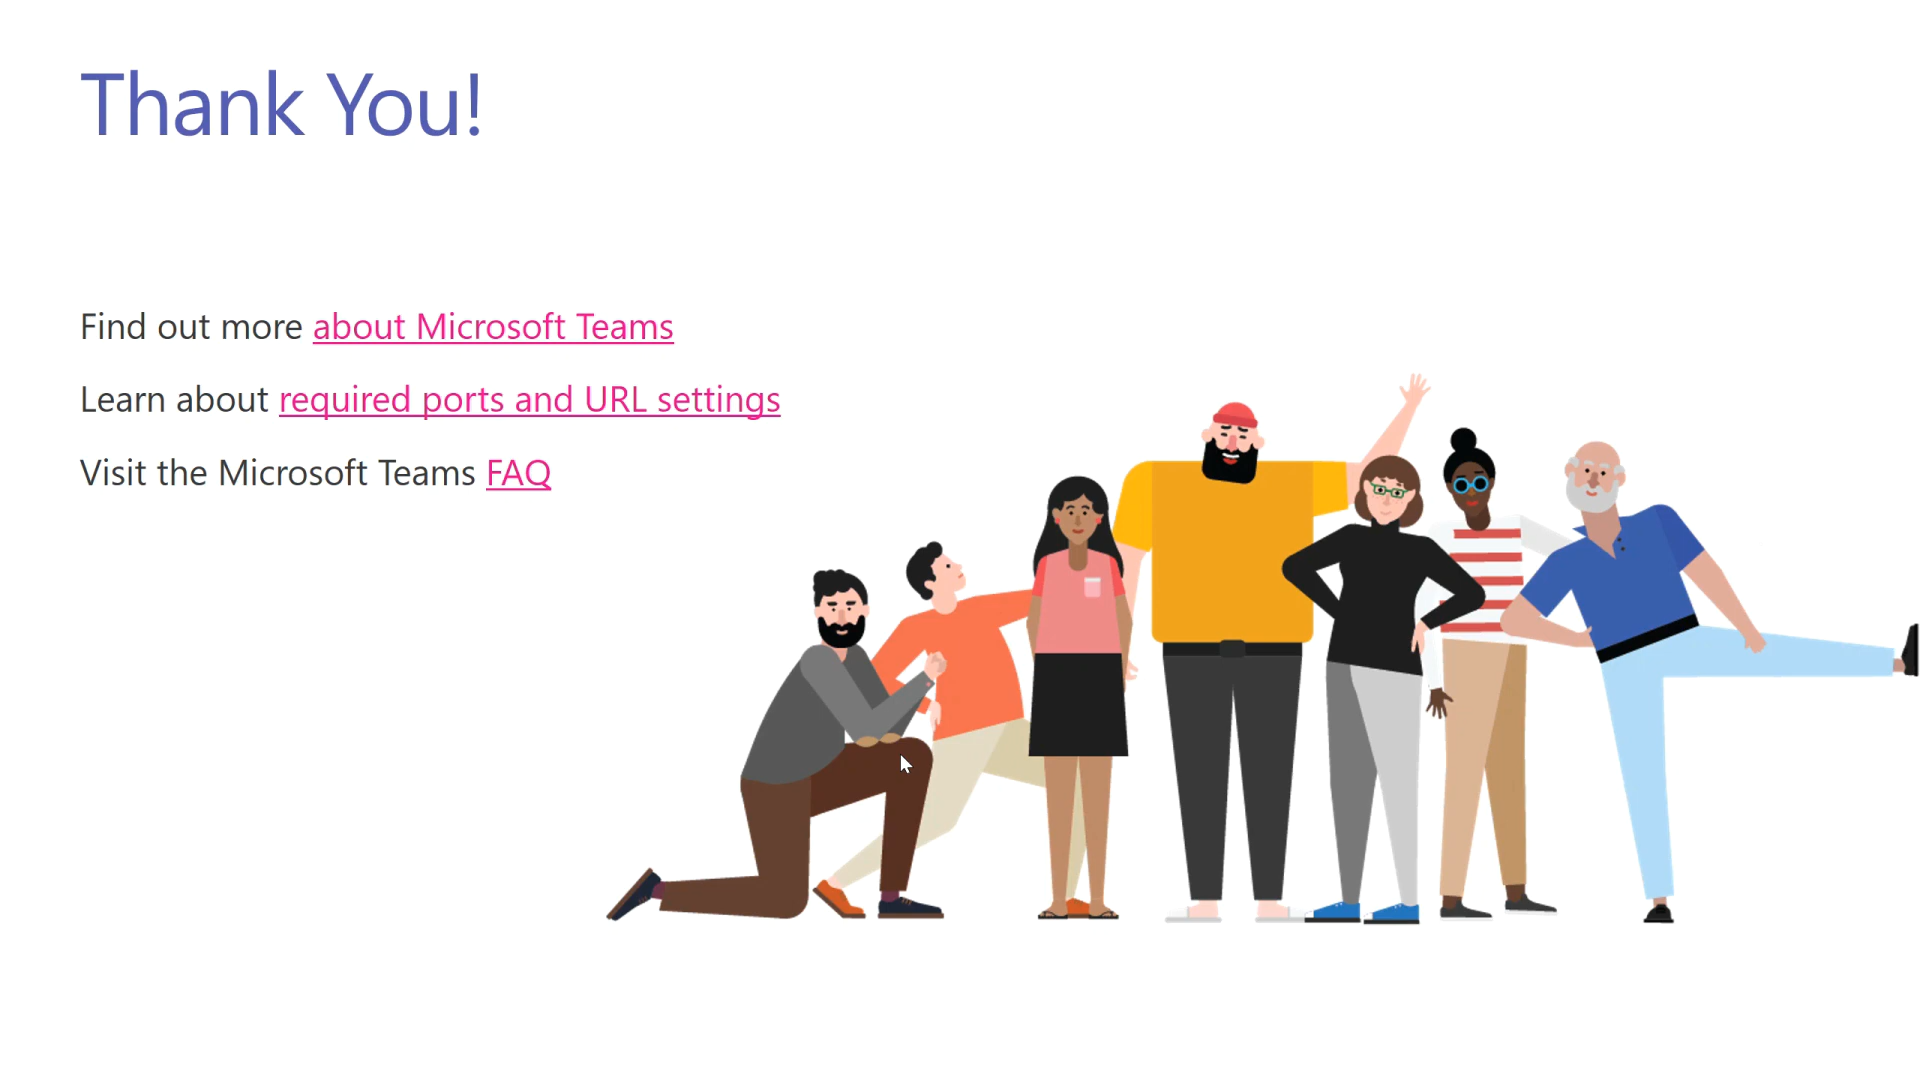 Thank You!
Find out more about Microsoft Teams
Learn about required ports and URL settings
Visit the Microsoft Teams FAQ